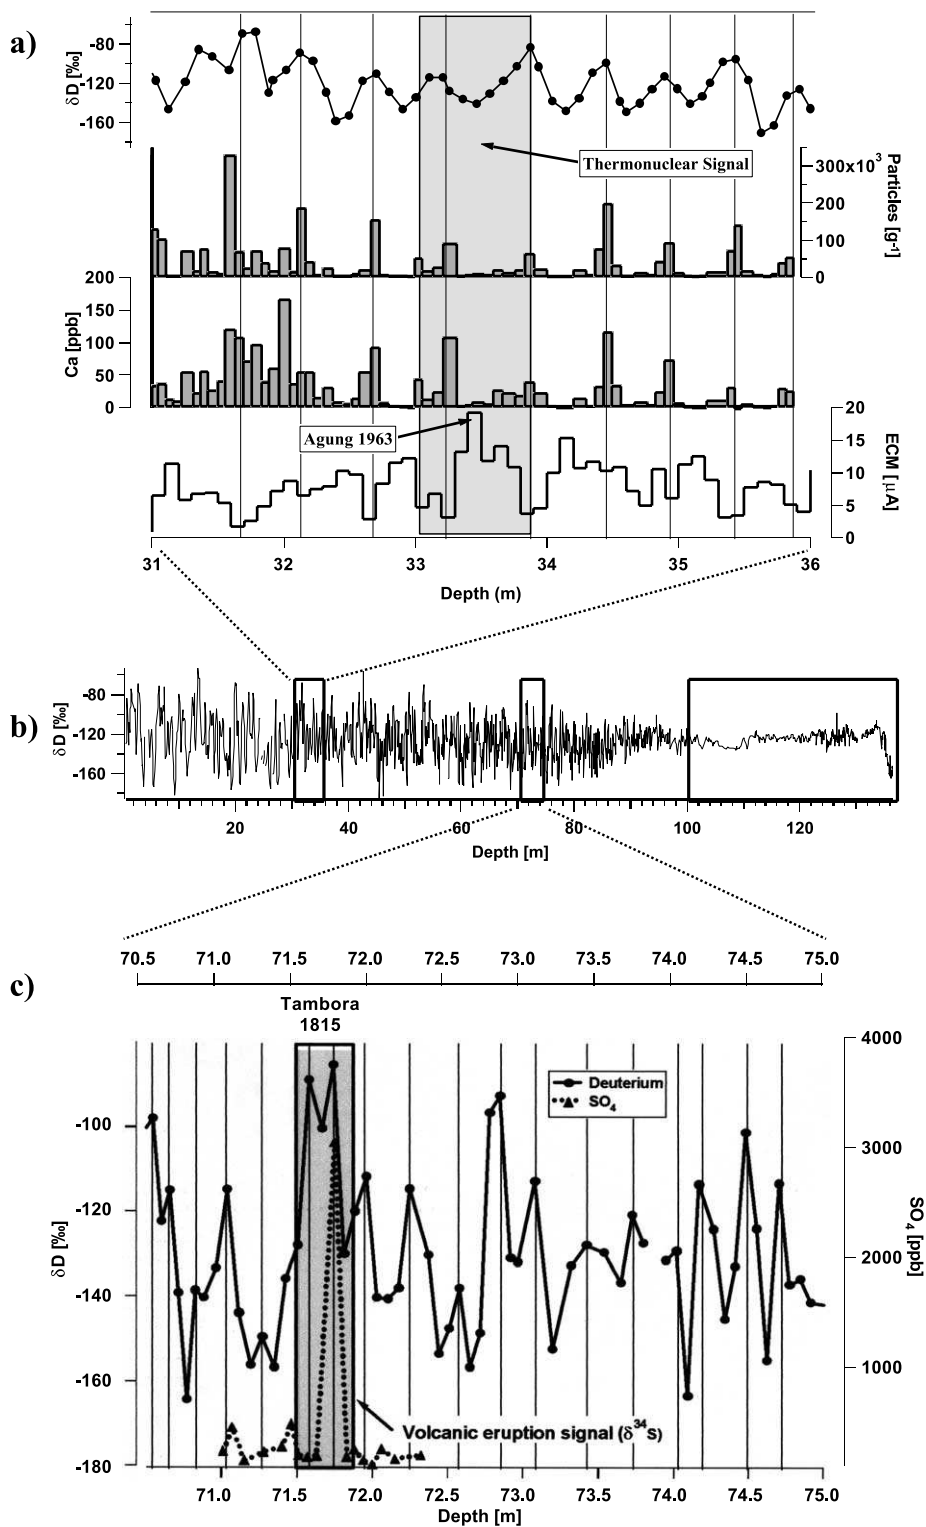 a)
-80
-120
-160
δD [‰]
Thermonuclear Signal
300x10³
200
100
0
Particles [g-¹]
200
150
100
50
0
Ca [ppb]
Agung 1963
20
15
10
5
0
ECM [μA]
31 32 33 34 35 36
Depth (m)
b)
-80
-120
-160
δD [‰]
20 40 60 80 100 120
Depth [m]
70.5 71.0 71.5 72.0 72.5 73.0 73.5 74.0 74.5 75.0
c)
Tambora
1815
4000
3000
2000
1000
SO₄ [ppb]
Deuterium
SO₄
-100
-120
-140
-160
-180
δD [‰]
Volcanic eruption signal (δ³⁴S)
71.0 71.5 72.0 72.5 73.0 73.5 74.0 74.5 75.0
Depth [m]